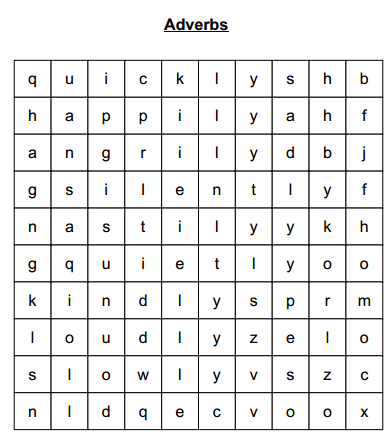 Adverbs
q u i c k l y s h b
h a p p i l y a h f
a n g r i l y d b j
g s i l e n t l y f
n a s t i l y y k h
g q u i e t l y o o
k i n d l y s p r m
l o u d l y z e l o
s l o w l y v s z c
n l d q e c v o o x